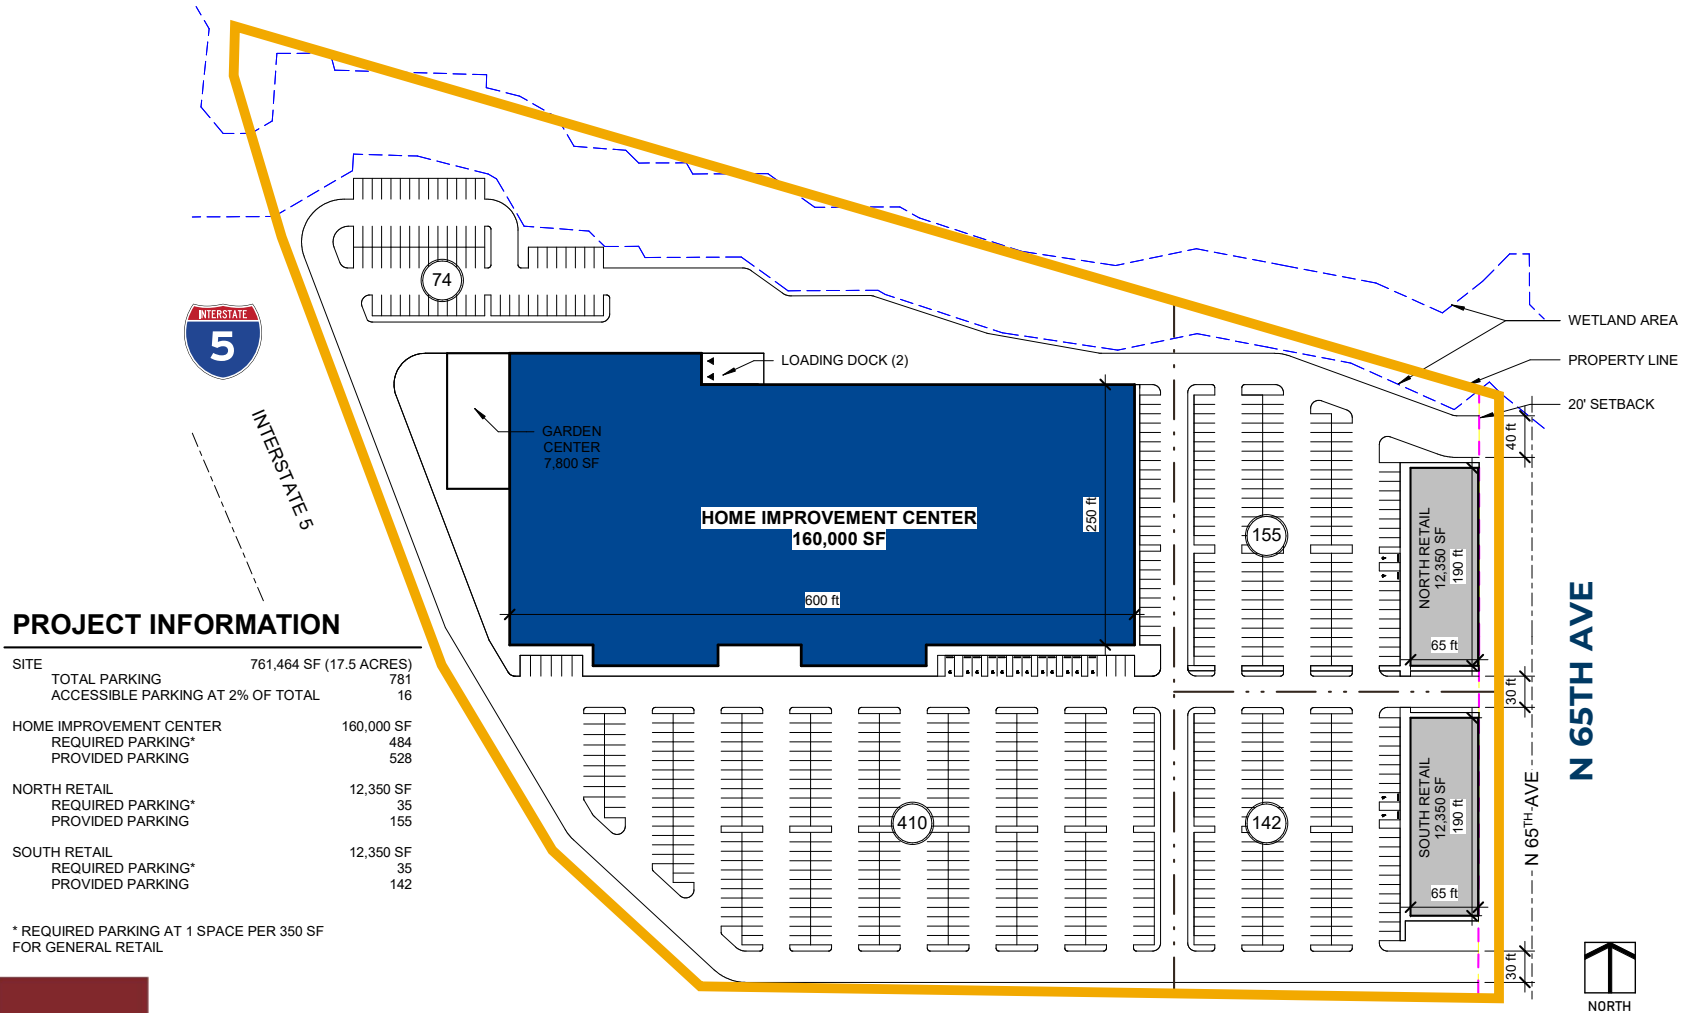 74
INTERSTATE
5
INTERSTATE 5
LOADING DOCK (2)
GARDEN
CENTER
7,800 SF
HOME IMPROVEMENT CENTER
160,000 SF
250 ft
600 ft
155
NORTH RETAIL
12,350 SF
190 ft
65 ft
WETLAND AREA
PROPERTY LINE
20' SETBACK
40 ft
30 ft
410
142
SOUTH RETAIL
12,350 SF
190 ft
65 ft
30 ft
N 65TH AVE
N 65TH AVE
NORTH
PROJECT INFORMATION
SITE 761,464 SF (17.5 ACRES)
TOTAL PARKING 781
ACCESSIBLE PARKING AT 2% OF TOTAL 16
HOME IMPROVEMENT CENTER 160,000 SF
REQUIRED PARKING* 484
PROVIDED PARKING 528
NORTH RETAIL 12,350 SF
REQUIRED PARKING* 35
PROVIDED PARKING 155
SOUTH RETAIL 12,350 SF
REQUIRED PARKING* 35
PROVIDED PARKING 142
* REQUIRED PARKING AT 1 SPACE PER 350 SF
FOR GENERAL RETAIL